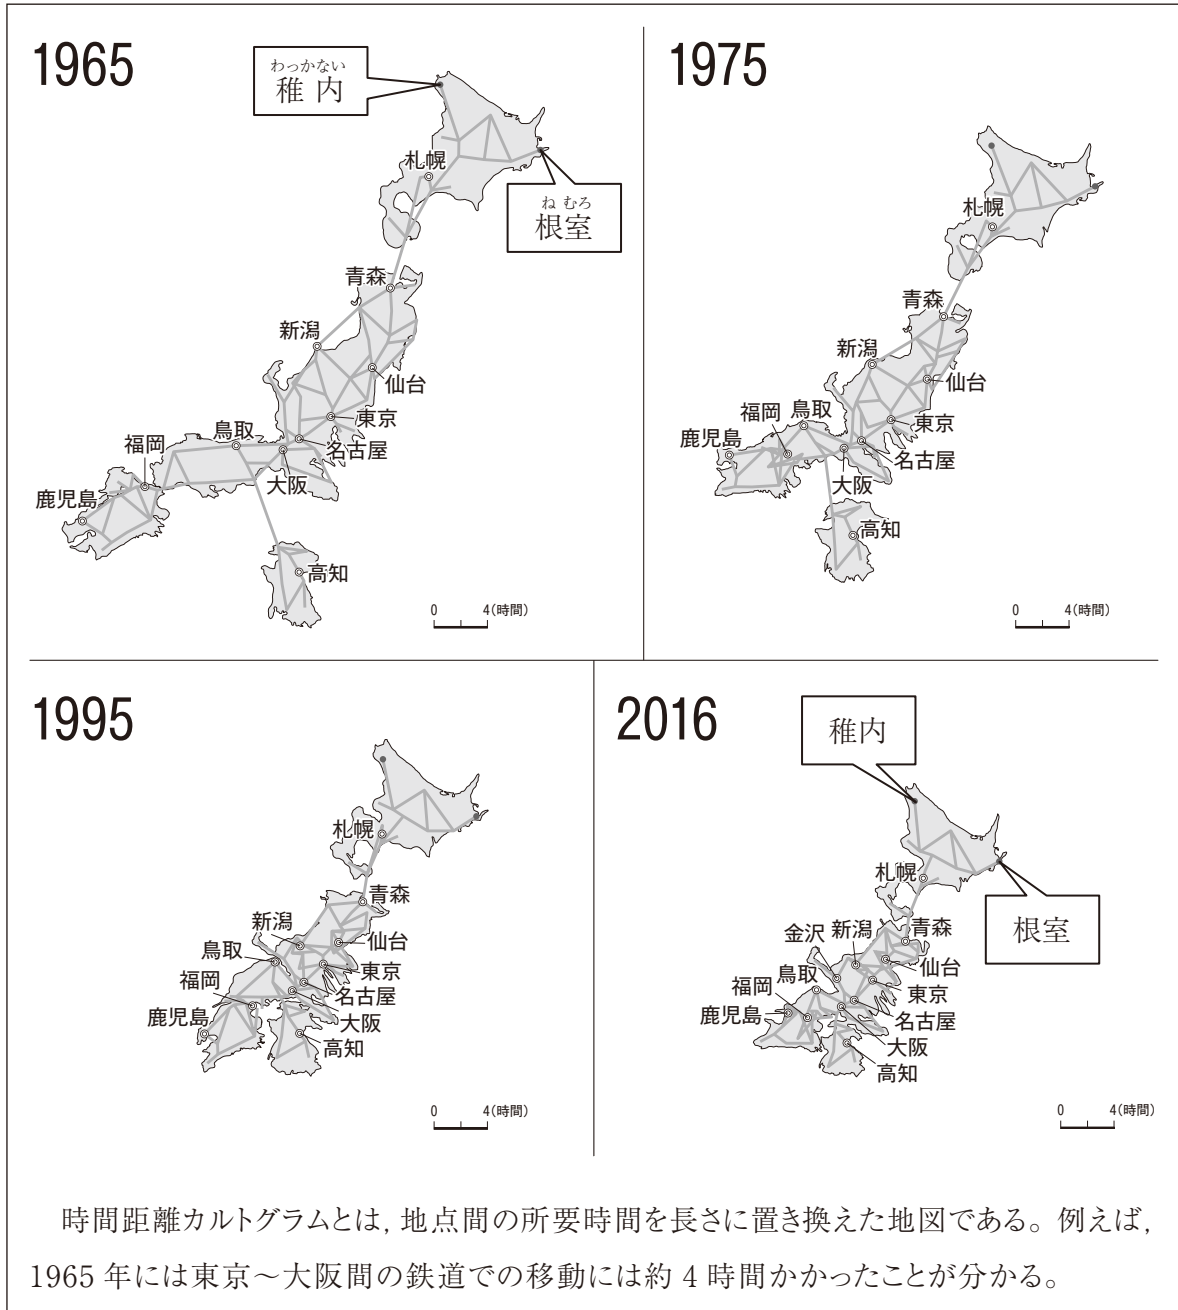 1965
わっかない
稚内
札幌
ねむろ
根室
青森
新潟
仙台
東京
鳥取
福岡
名古屋
大阪
鹿児島
高知
0 4(時間)
1975
札幌
青森
新潟
仙台
福岡
鳥取
東京
鹿児島
名古屋
大阪
高知
0 4(時間)
1995
札幌
青森
新潟
仙台
鳥取
東京
福岡
名古屋
鹿児島
大阪
高知
0 4(時間)
2016
稚内
札幌
根室
金沢
新潟
青森
仙台
鳥取
福岡
東京
鹿児島
名古屋
大阪
高知
0 4(時間)
時間距離カルトグラムとは,地点間の所要時間を長さに置き換えた地図である。例えば,
1965 年には東京～大阪間の鉄道での移動には約 4 時間かかったことが分かる。